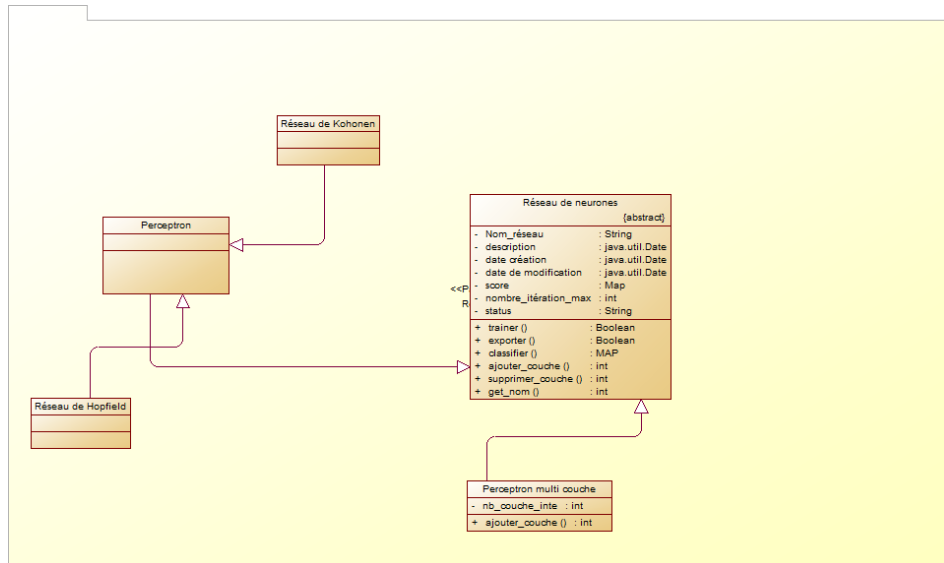 Réseau de Kohonen
Perceptron
Réseau de neurones
{abstract}
- Nom_réseau : String
- description : java.util.Date
- date création : java.util.Date
- date de modification : java.util.Date
- score : Map
- nombre_itération_max : int
- status : String
<<P
R
+ trainer () : Boolean
+ exporter () : Boolean
+ classifier () : MAP
+ ajouter_couche () : int
+ supprimer_couche () : int
+ get_nom () : int
Réseau de Hopfield
Perceptron multi couche
- nb_couche_inte : int
+ ajouter_couche () : int